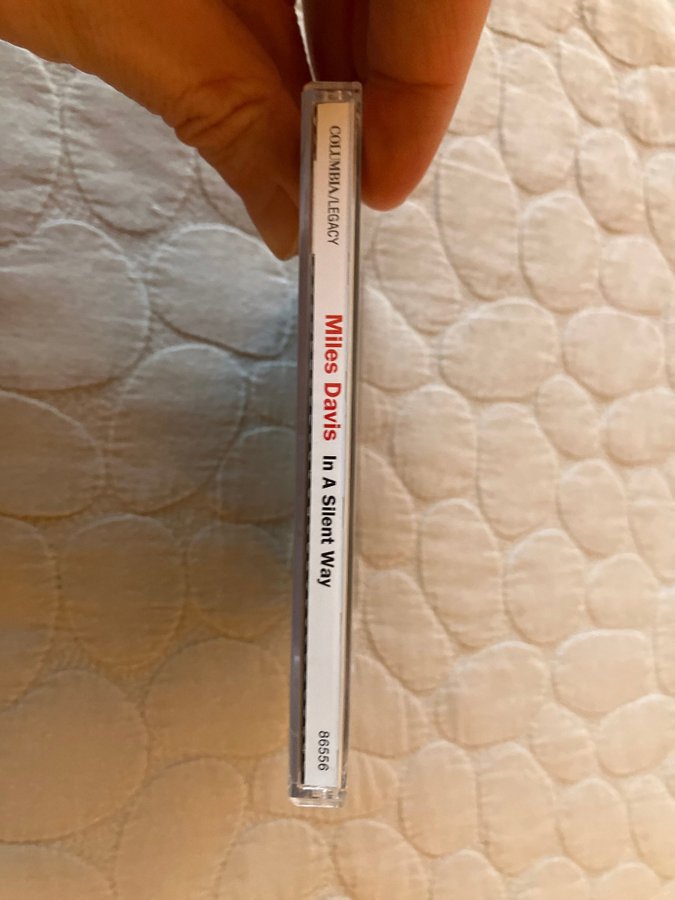 COLUMBIA/LEGACY
Miles Davis In A Silent Way
86556